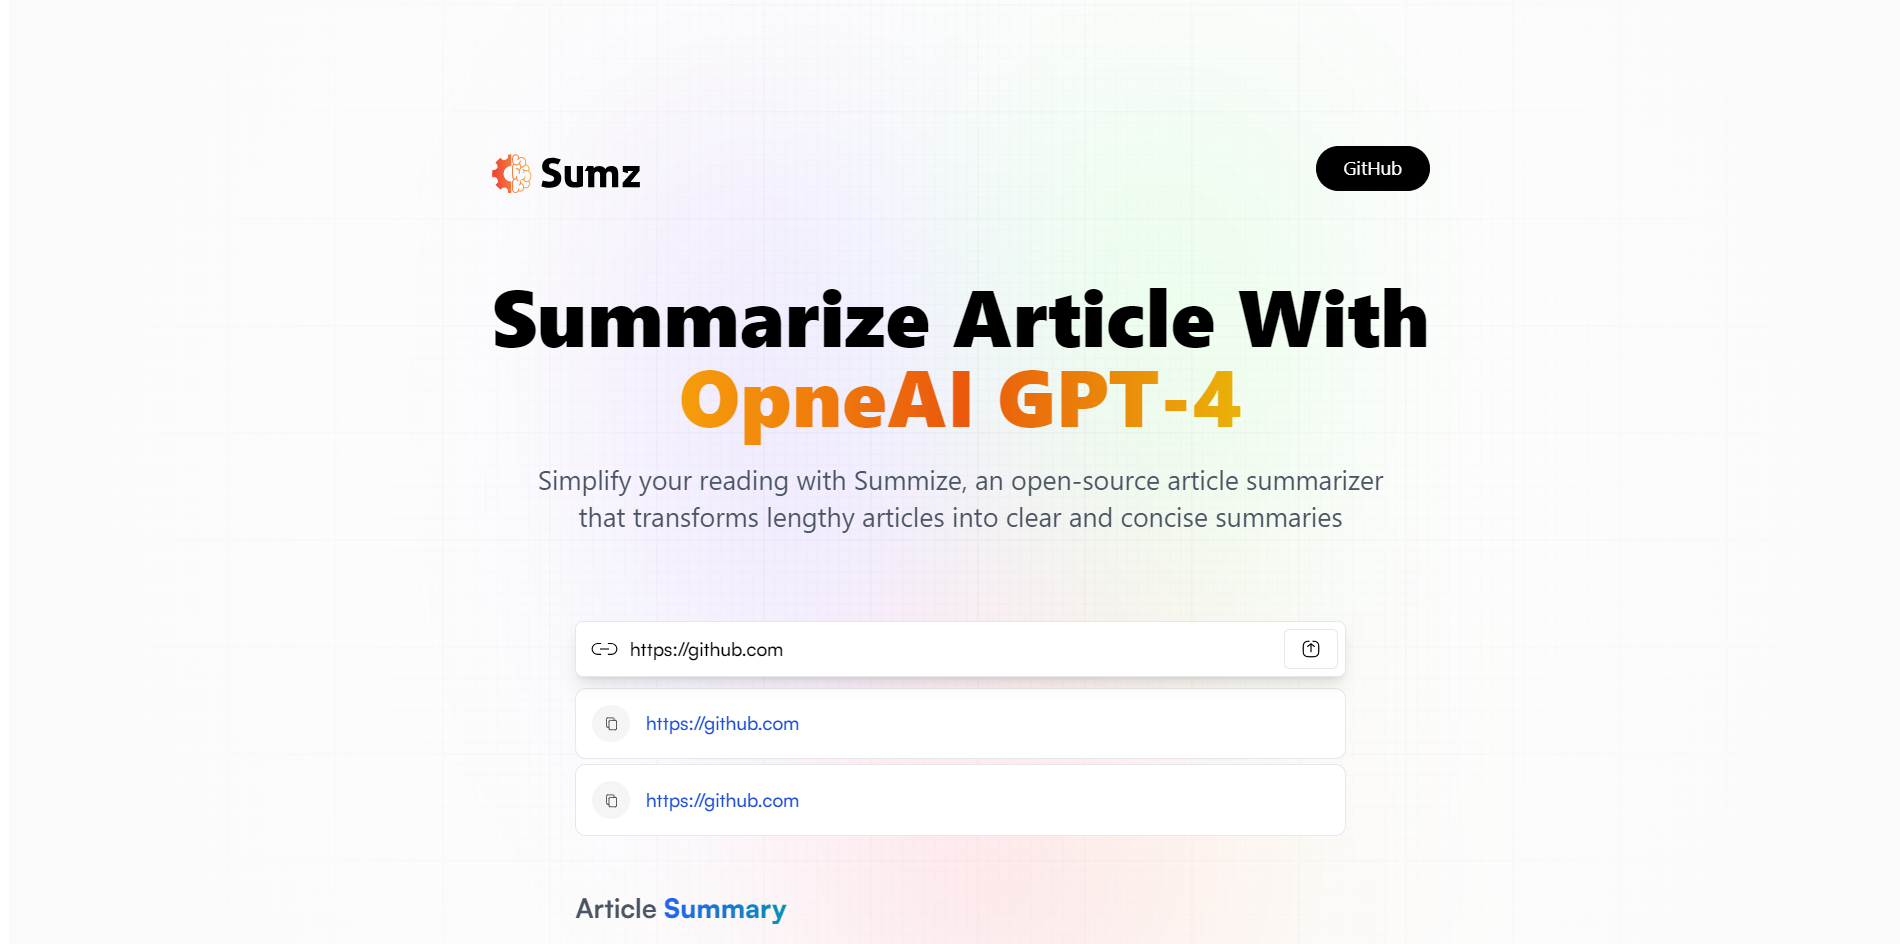 Sumz
GitHub
Summarize Article With
OpneAI GPT-4
Simplify your reading with Summize, an open-source article summarizer
that transforms lengthy articles into clear and concise summaries
https://github.com
https://github.com
https://github.com
Article Summary